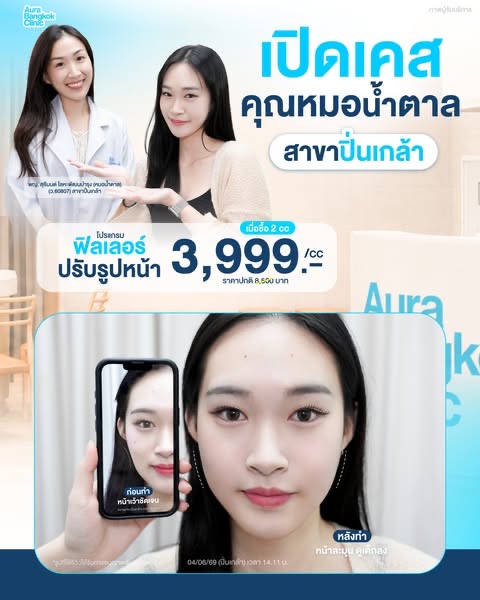 Aura
Bangkok
Clinic
ภาพผู้รับบริการ
เปิดเคส
คุณหมอน้ำตาล
สาขาปิ่นเกล้า
(ว.60807) สาขาปิ่นเกล้า
โปรแกรม
ฟิลเลอร์
ปรับรูปหน้า
เมื่อซื้อ 2 cc
3,999.-/cc
ราคาปกติ 8,500 บาท
Aura
ก่อนทำ
หน้าเว้าชัดเจน
หลังทำ
หน้าละมุน ดูเด็กลง
04/06/69 (ปิ่นเกล้า) เวลา 14.11 น.